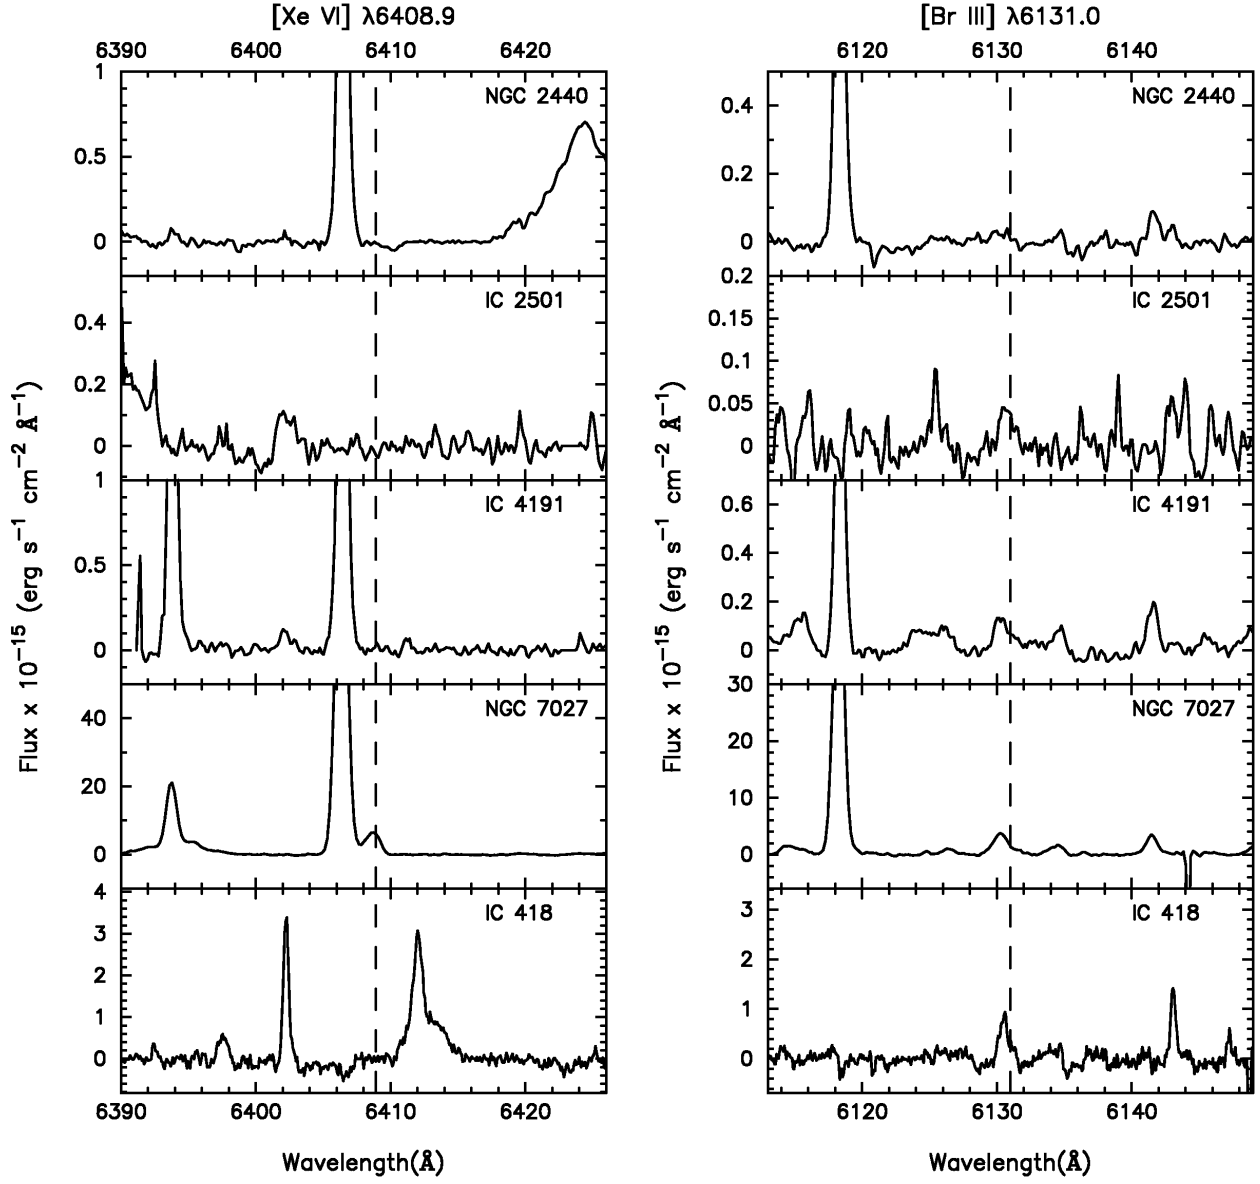 [Xe VI] λ6408.9
6390 6400 6410 6420
1
0.5
0
NGC 2440
0.4
0.2
0
IC 2501
1
0.5
0
IC 4191
40
20
0
NGC 7027
4
3
2
1
0
IC 418
6390 6400 6410 6420
Wavelength(Å)
Flux x 10⁻¹⁵ (erg s⁻¹ cm⁻² Å⁻¹)
[Br III] λ6131.0
6120 6130 6140
0.4
0.2
0
NGC 2440
0.2
0.15
0.1
0.05
0
IC 2501
0.6
0.4
0.2
0
IC 4191
30
20
10
0
NGC 7027
3
2
1
0
IC 418
6120 6130 6140
Wavelength(Å)
Flux x 10⁻¹⁵ (erg s⁻¹ cm⁻² Å⁻¹)